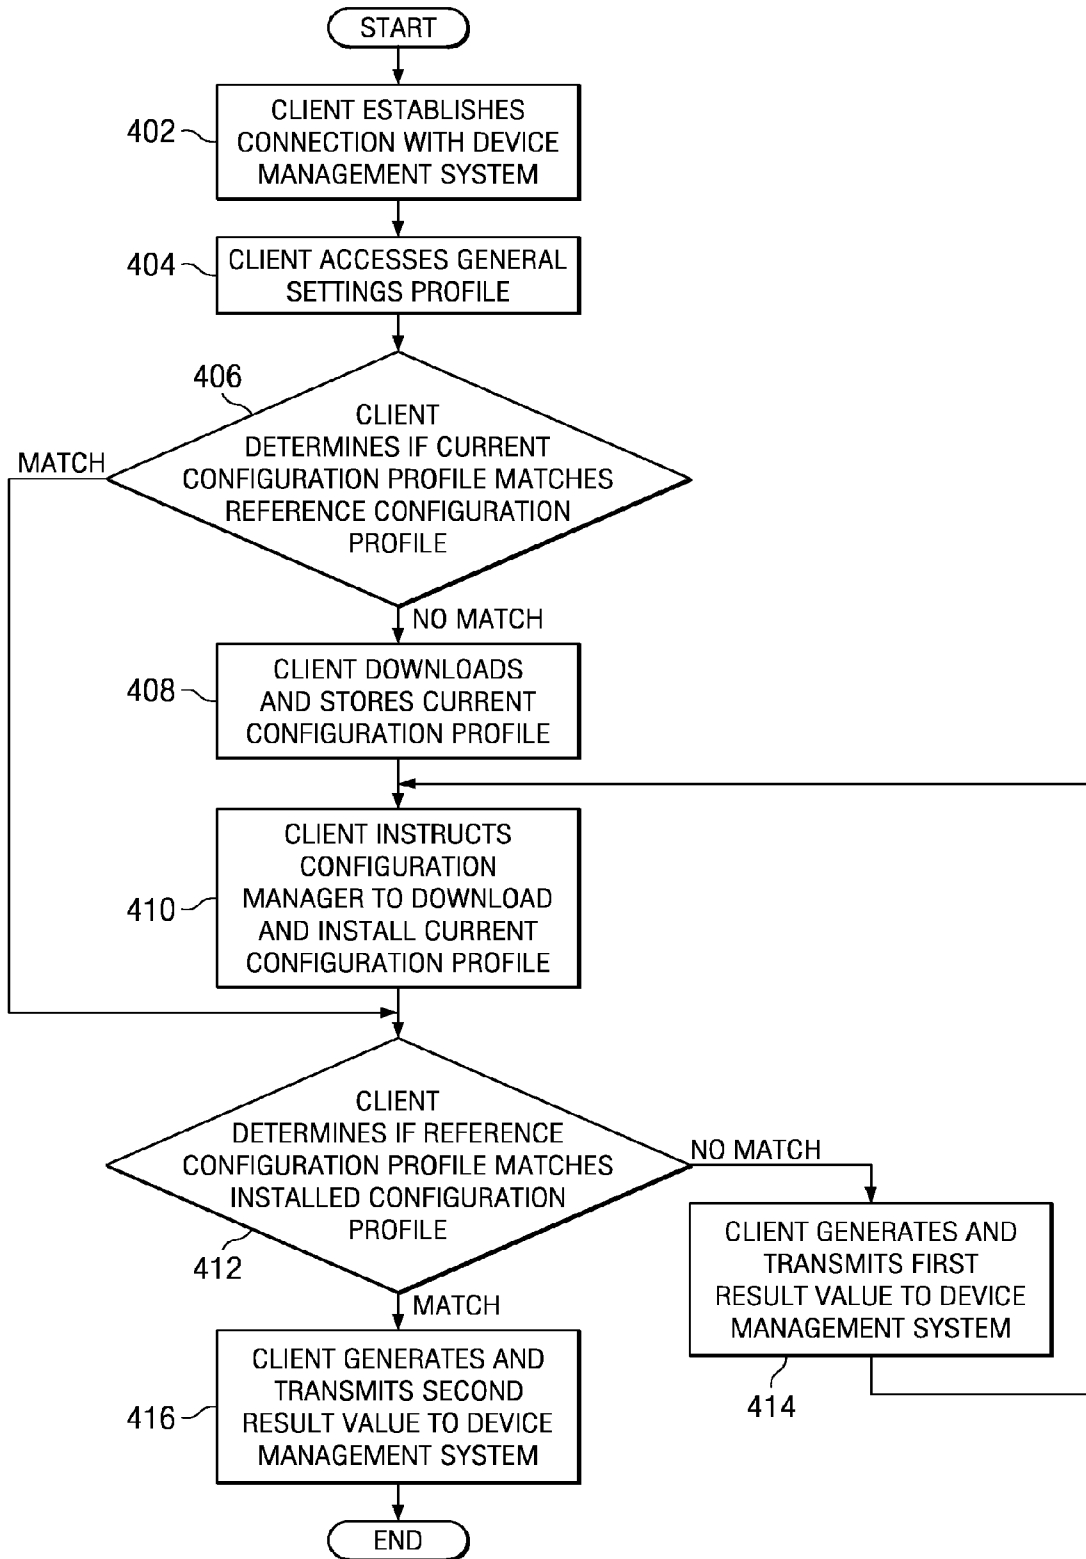 START
402
CLIENT ESTABLISHES
CONNECTION WITH DEVICE
MANAGEMENT SYSTEM
404
CLIENT ACCESSES GENERAL
SETTINGS PROFILE
406
CLIENT
DETERMINES IF CURRENT
CONFIGURATION PROFILE MATCHES
REFERENCE CONFIGURATION
PROFILE
MATCH
NO MATCH
408
CLIENT DOWNLOADS
AND STORES CURRENT
CONFIGURATION PROFILE
410
CLIENT INSTRUCTS
CONFIGURATION
MANAGER TO DOWNLOAD
AND INSTALL CURRENT
CONFIGURATION PROFILE
CLIENT
DETERMINES IF REFERENCE
CONFIGURATION PROFILE MATCHES
INSTALLED CONFIGURATION
PROFILE
412
NO MATCH
CLIENT GENERATES AND
TRANSMITS FIRST
RESULT VALUE TO DEVICE
MANAGEMENT SYSTEM
414
MATCH
416
CLIENT GENERATES AND
TRANSMITS SECOND
RESULT VALUE TO DEVICE
MANAGEMENT SYSTEM
END